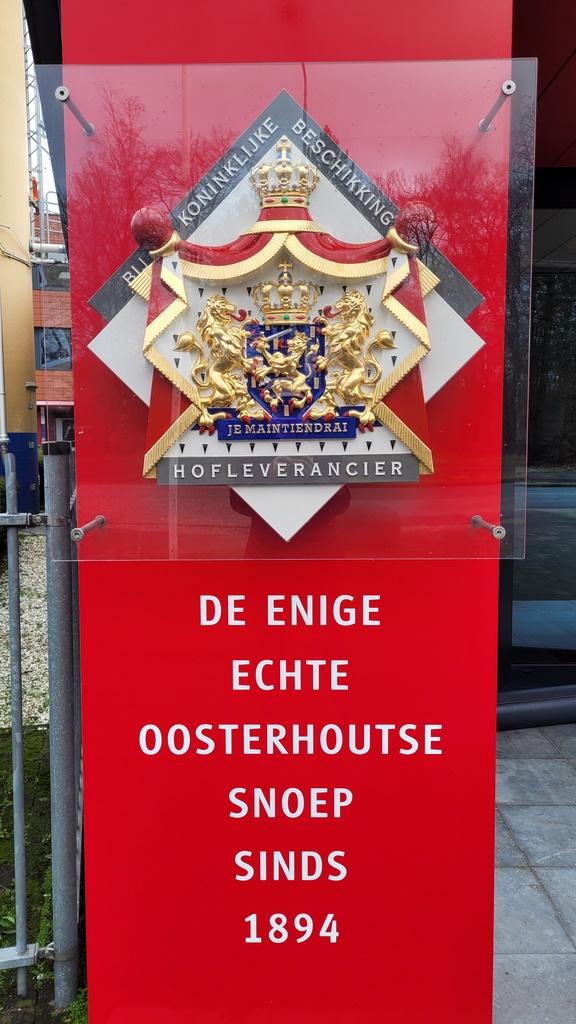 BIJ KONINKLIJKE BESCHIKKING
JE MAINTIENDRAI
HOFLEVERANCIER
DE ENIGE
ECHTE
OOSTERHOUTSE
SNOEP
SINDS
1894